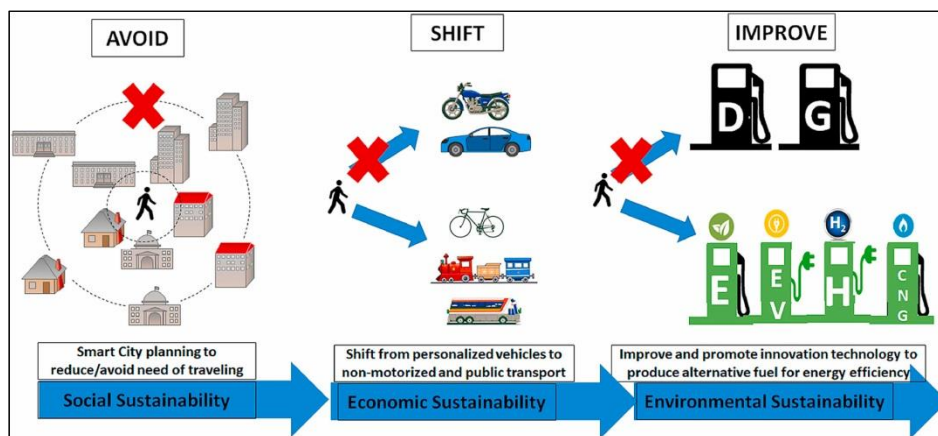 AVOID
SHIFT
IMPROVE
D
G
H₂
E
EV
H
CNG
Smart City planning to
reduce/avoid need of traveling
Shift from personalized vehicles to
non-motorized and public transport
Improve and promote innovation technology to
produce alternative fuel for energy efficiency
Social Sustainability
Economic Sustainability
Environmental Sustainability